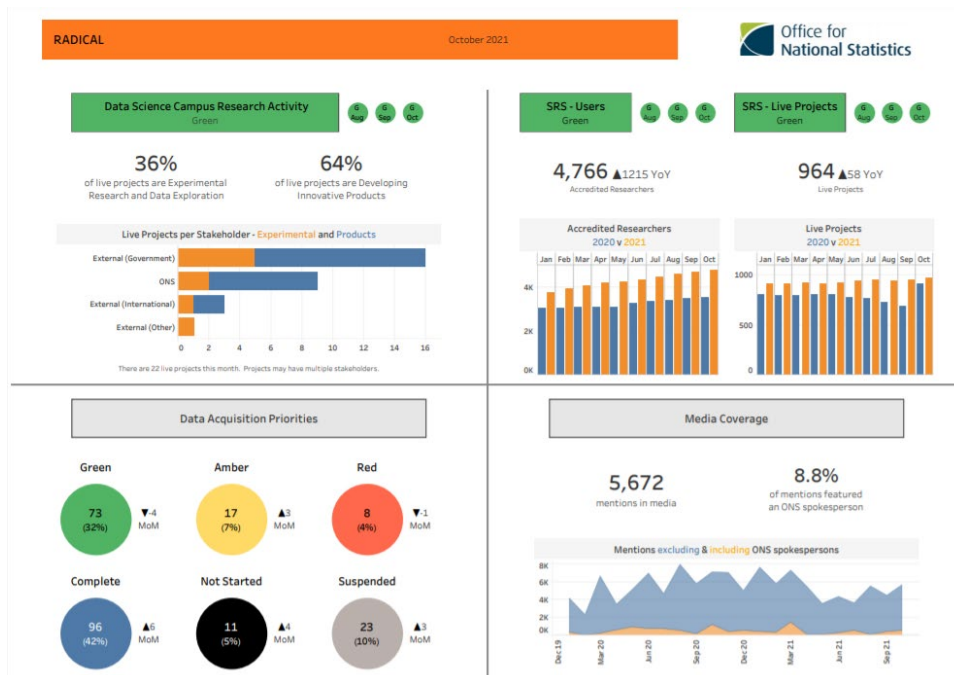 RADICAL
October 2021
Office for
National Statistics
Data Science Campus Research Activity
Green
G
Aug
G
Sep
G
Oct
36%
of live projects are Experimental
Research and Data Exploration
64%
of live projects are Developing
Innovative Products
Live Projects per Stakeholder - Experimental and Products
External (Government)
ONS
External (International)
External (Other)
0 2 4 6 8 10 12 14 16
There are 22 live projects this month. Projects may have multiple stakeholders.
SRS - Users
Green
G
Aug
G
Sep
G
Oct
4,766 ▲1215 YoY
Accredited Researchers
Accredited Researchers
2020 v 2021
Jan Feb Mar Apr May Jun Jul Aug Sep Oct
4K
2K
0K
SRS - Live Projects
Green
G
Aug
G
Sep
G
Oct
964 ▲58 YoY
Live Projects
Live Projects
2020 v 2021
Jan Feb Mar Apr May Jun Jul Aug Sep Oct
1000
500
0
Data Acquisition Priorities
Green
73
(32%)
▼-4
MoM
Amber
17
(7%)
▲3
MoM
Red
8
(4%)
▼-1
MoM
Complete
96
(42%)
▲6
MoM
Not Started
11
(5%)
▲4
MoM
Suspended
23
(10%)
▲3
MoM
Media Coverage
5,672
mentions in media
8.8%
of mentions featured
an ONS spokesperson
Mentions excluding & including ONS spokespersons
8K
6K
4K
2K
0K
Dec 19
Mar 20
Jun 20
Sep 20
Dec 20
Mar 21
Jun 21
Sep 21